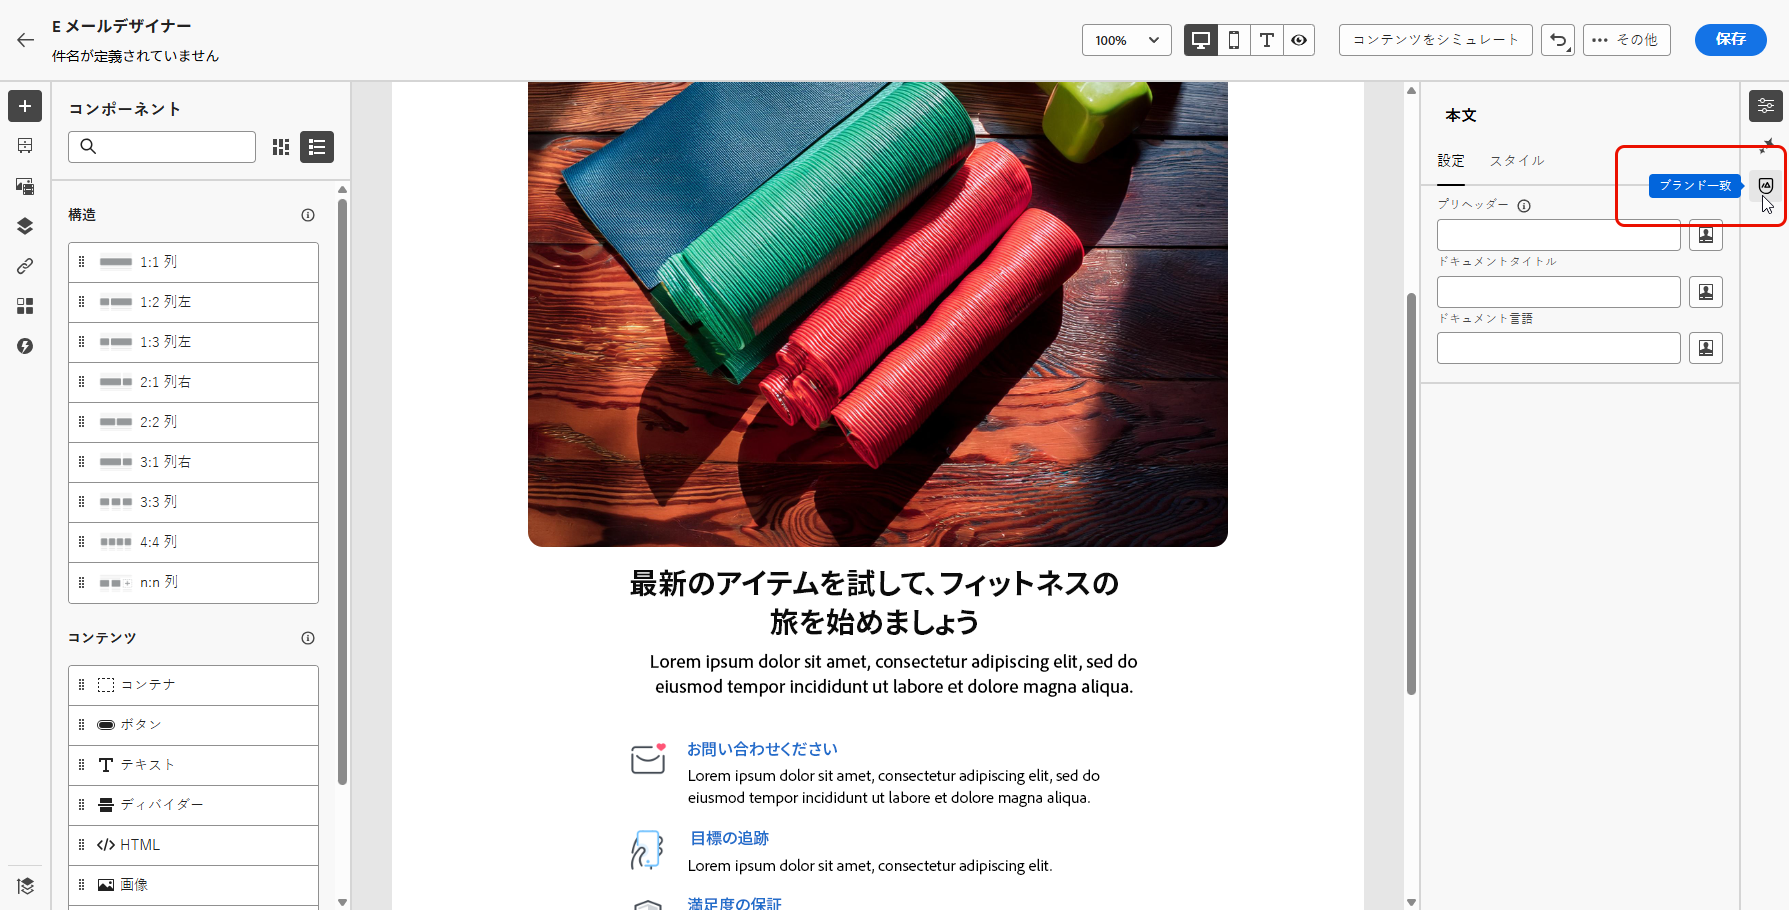 E メールデザイナー
件名が定義されていません
100%
コンテンツをシミュレート
その他
保存
コンポーネント
構造
1:1 列
1:2 列左
1:3 列左
2:1 列右
2:2 列
3:1 列右
3:3 列
4:4 列
n:n 列
コンテンツ
コンテナ
ボタン
テキスト
ディバイダー
HTML
画像
最新のアイテムを試して、フィットネスの
旅を始めましょう
Lorem ipsum dolor sit amet, consectetur adipiscing elit, sed do
eiusmod tempor incididunt ut labore et dolore magna aliqua.
お問い合わせください
Lorem ipsum dolor sit amet, consectetur adipiscing elit, sed do
eiusmod tempor incididunt ut labore et dolore magna aliqua.
目標の追跡
Lorem ipsum dolor sit amet, consectetur adipiscing elit.
満足度の保証
本文
設定
スタイル
ブランド一致
プリヘッダー
ドキュメントタイトル
ドキュメント言語